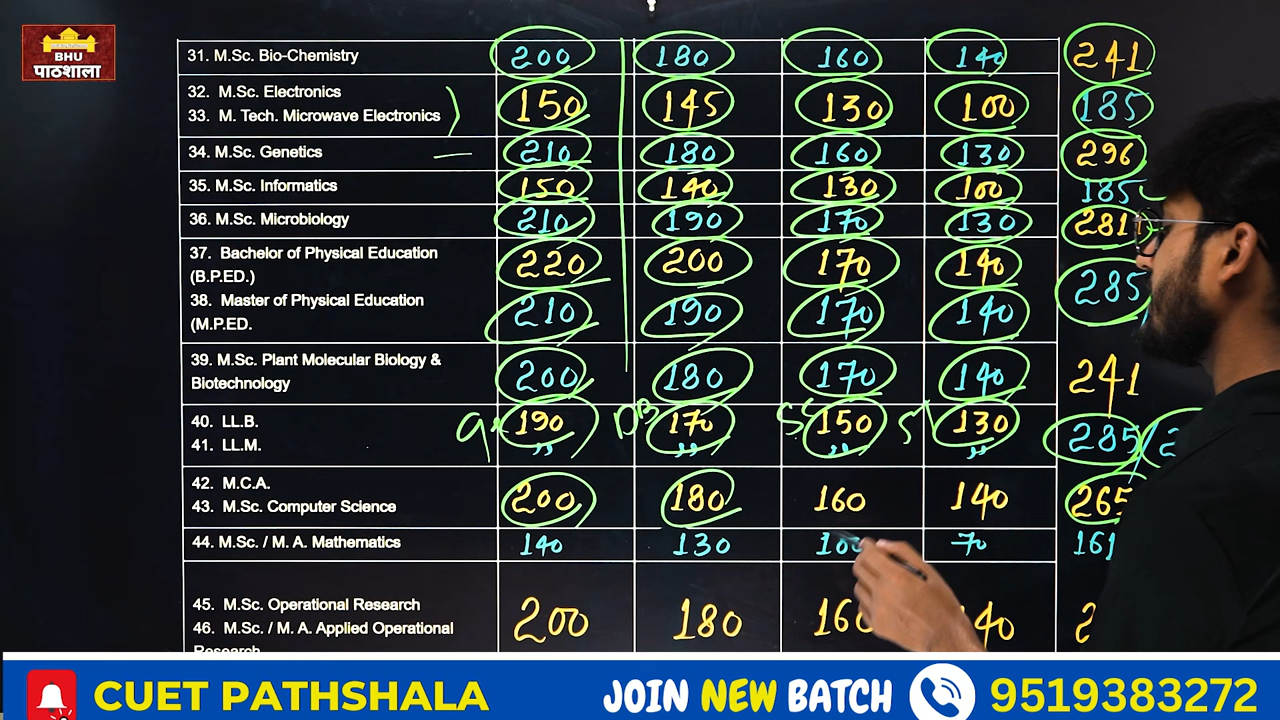 BHU
पाठशाला
31. M.Sc. Bio-Chemistry 200 180 160 140 241
32. M.Sc. Electronics
33. M. Tech. Microwave Electronics 150 145 130 100 185
34. M.Sc. Genetics 210 180 160 130 296
35. M.Sc. Informatics 150 140 130 100 185
36. M.Sc. Microbiology 210 190 170 130 281
37. Bachelor of Physical Education
(B.P.ED.) 220 200 170 140 285
38. Master of Physical Education
(M.P.ED. 210 190 170 140
39. M.Sc. Plant Molecular Biology &
Biotechnology 200 180 170 140 241
40. LL.B. 190 170 150 130
41. LL.M. ,, ,, ,, ,, 285/
42. M.C.A.
43. M.Sc. Computer Science 200 180 160 140 265
44. M.Sc. / M. A. Mathematics 140 130 100 70 161
45. M.Sc. Operational Research
46. M.Sc. / M. A. Applied Operational
Research 200 180 160 140
CUET PATHSHALA JOIN NEW BATCH 9519383272